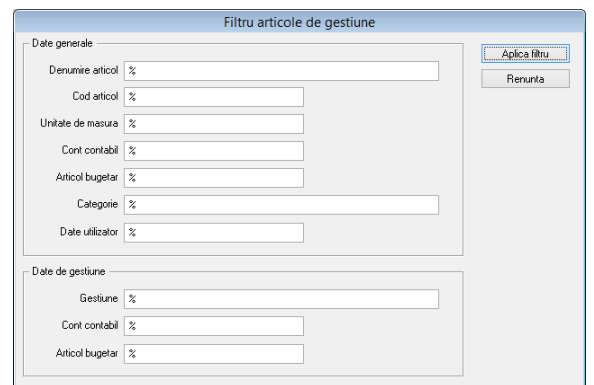 Filtru articole de gestiune
Date generale
Denumire articol %
Cod articol %
Unitate de masura %
Cont contabil %
Articol bugetar %
Categorie %
Date utilizator %
Aplica filtru
Renunta
Date de gestiune
Gestiune %
Cont contabil %
Articol bugetar %